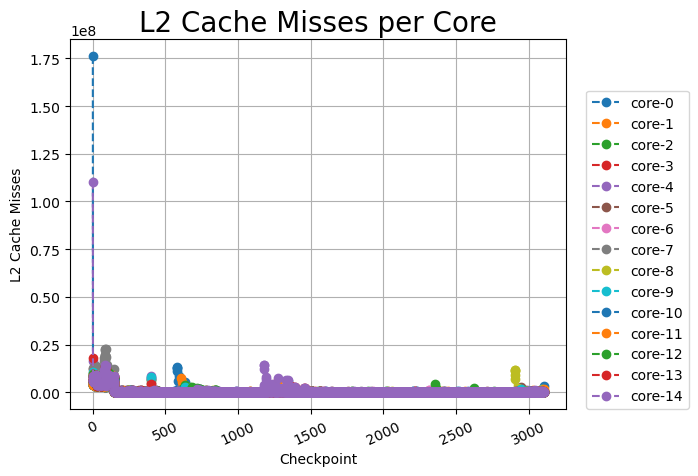 L2 Cache Misses per Core
1e8
1.75
1.50
1.25
1.00
0.75
0.50
0.25
0.00
L2 Cache Misses
0
500
1000
1500
2000
2500
3000
Checkpoint
core-0
core-1
core-2
core-3
core-4
core-5
core-6
core-7
core-8
core-9
core-10
core-11
core-12
core-13
core-14